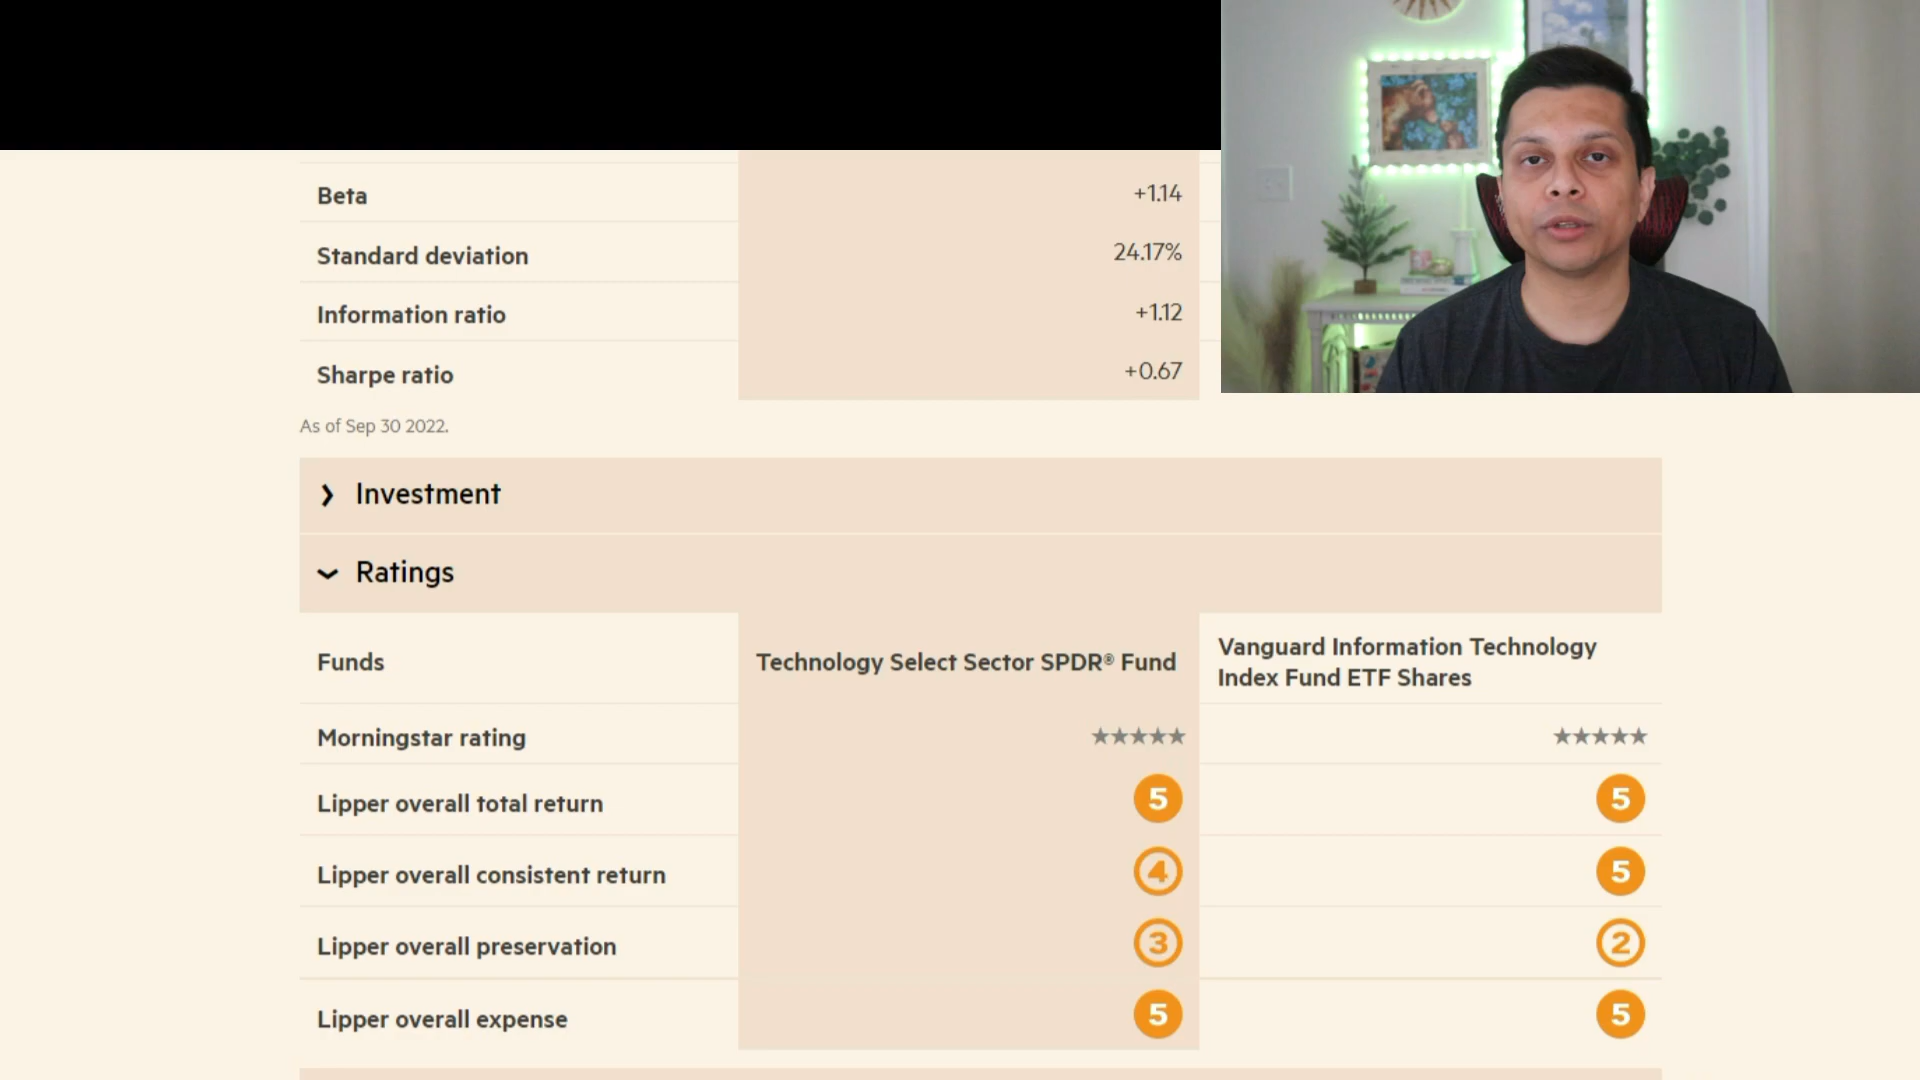 Beta +1.14
Standard deviation 24.17%
Information ratio +1.12
Sharpe ratio +0.67
As of Sep 30 2022.
Investment
Ratings
Funds Technology Select Sector SPDR® Fund Vanguard Information Technology
Index Fund ETF Shares
Morningstar rating ★★★★★ ★★★★★
Lipper overall total return 5 5
Lipper overall consistent return 4 5
Lipper overall preservation 3 2
Lipper overall expense 5 5